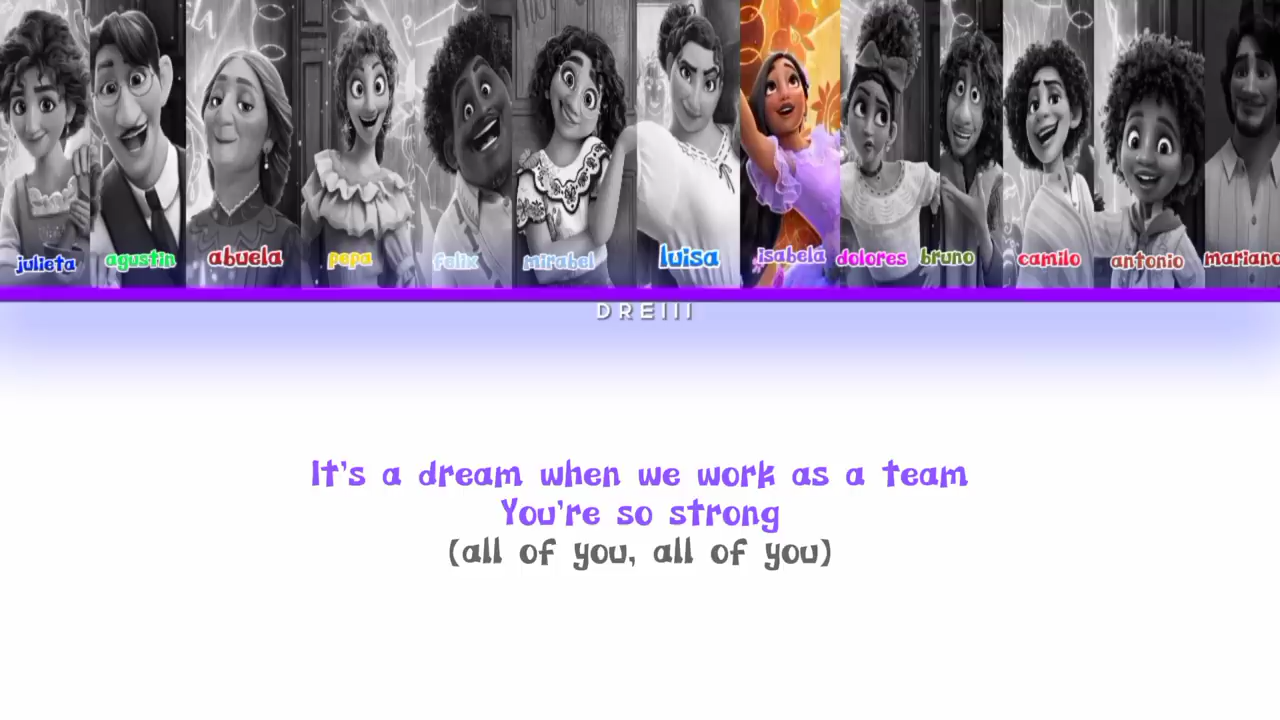 julieta agustin abuela pepa felix mirabel luisa isabela dolores bruno camilo antonio mariano
DREIII
It's a dream when we work as a team
You're so strong
(all of you, all of you)